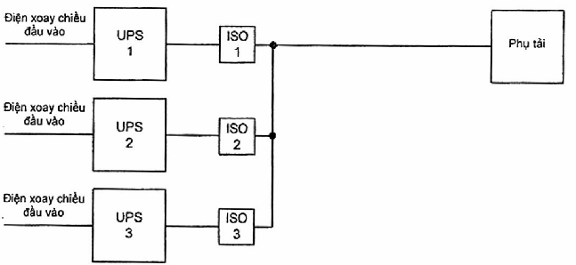 Điện xoay chiều
đầu vào
UPS
1
ISO
1
Phụ tải
Điện xoay chiều
đầu vào
UPS
2
ISO
2
Điện xoay chiều
đầu vào
UPS
3
ISO
3